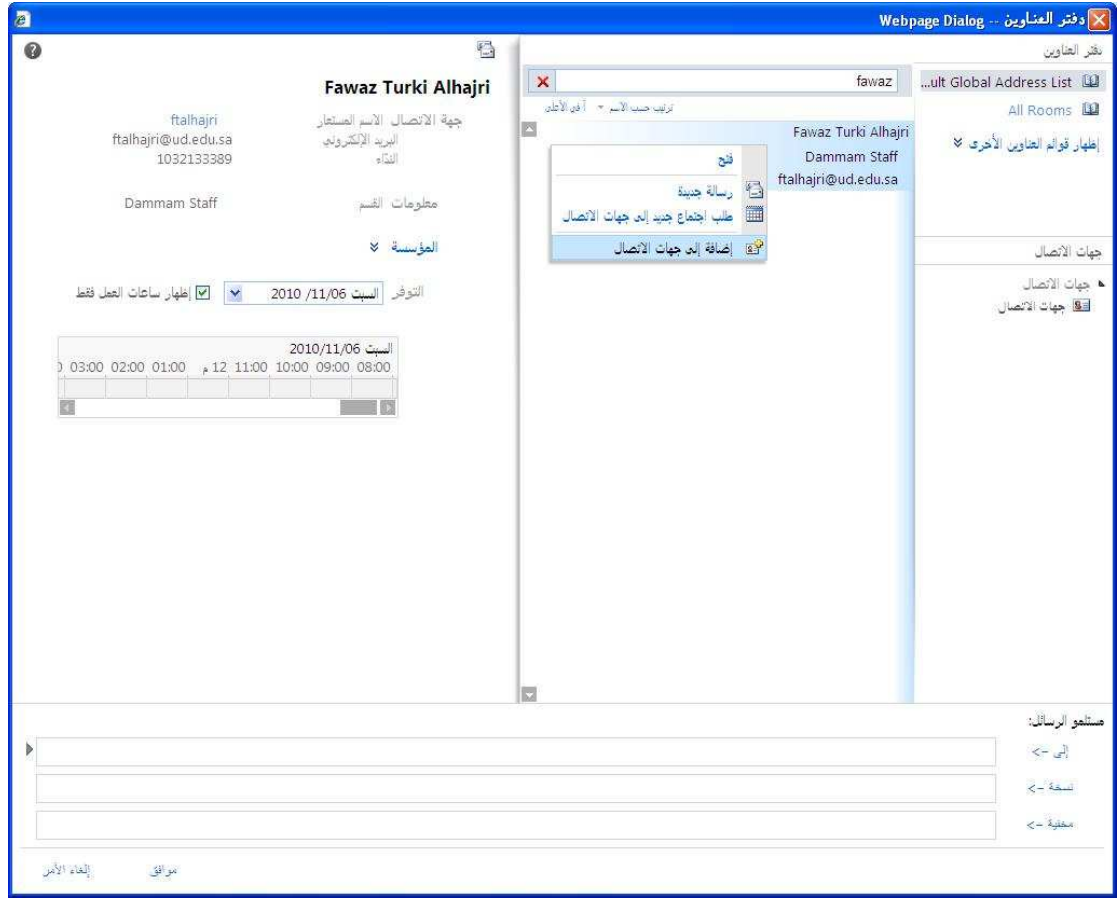 دفتر العناوين -- Webpage Dialog
دفتر العناوين
...ult Global Address List
All Rooms
إظهار قوائم العناوين الأخرى
جهات الاتصال
جهات الاتصال
جهات الاتصال
fawaz
ترتيب حسب الاسم أ في الأعلى
Fawaz Turki Alhajri
Dammam Staff
ftalhajri@ud.edu.sa
فتح
رسالة جديدة
طلب اجتماع جديد إلى جهات الاتصال
إضافة إلى جهات الاتصال
Fawaz Turki Alhajri
جهة الاتصال الاسم المستعار ftalhajri
البريد الإلكتروني ftalhajri@ud.edu.sa
النداء 1032133389
معلومات القسم Dammam Staff
المؤسسة
التوفر السبت 2010/11/06 إظهار ساعات العمل فقط
السبت 2010/11/06
08:00 09:00 10:00 11:00 12 م 01:00 02:00 03:00 0
مستلمو الرسائل:
إلى ->
نسخة ->
مخفية ->
موافق إلغاء الأمر